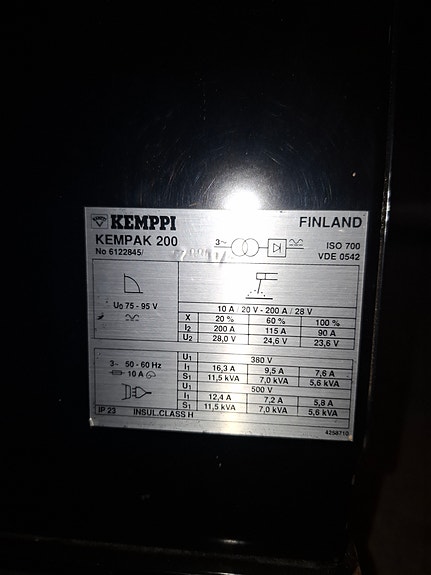 KEMPPI FINLAND
KEMPAK 200 3~ ISO 700
No 6122845/ VDE 0542
U0 75 - 95 V
10 A / 20 V - 200 A / 28 V
X 20% 60% 100%
I2 200 A 115 A 90 A
U2 28,0 V 24,6 V 23,6 V
3~ 50 - 60 Hz
10 A
U1 380 V
I1 16,3 A 9,5 A 7,6 A
S1 11,5 kVA 7,0 kVA 5,6 kVA
U1 500 V
I1 12,4 A 7,2 A 5,8 A
S1 11,5 kVA 7,0 kVA 5,6 kVA
IP 23 INSUL.CLASS H
4258710